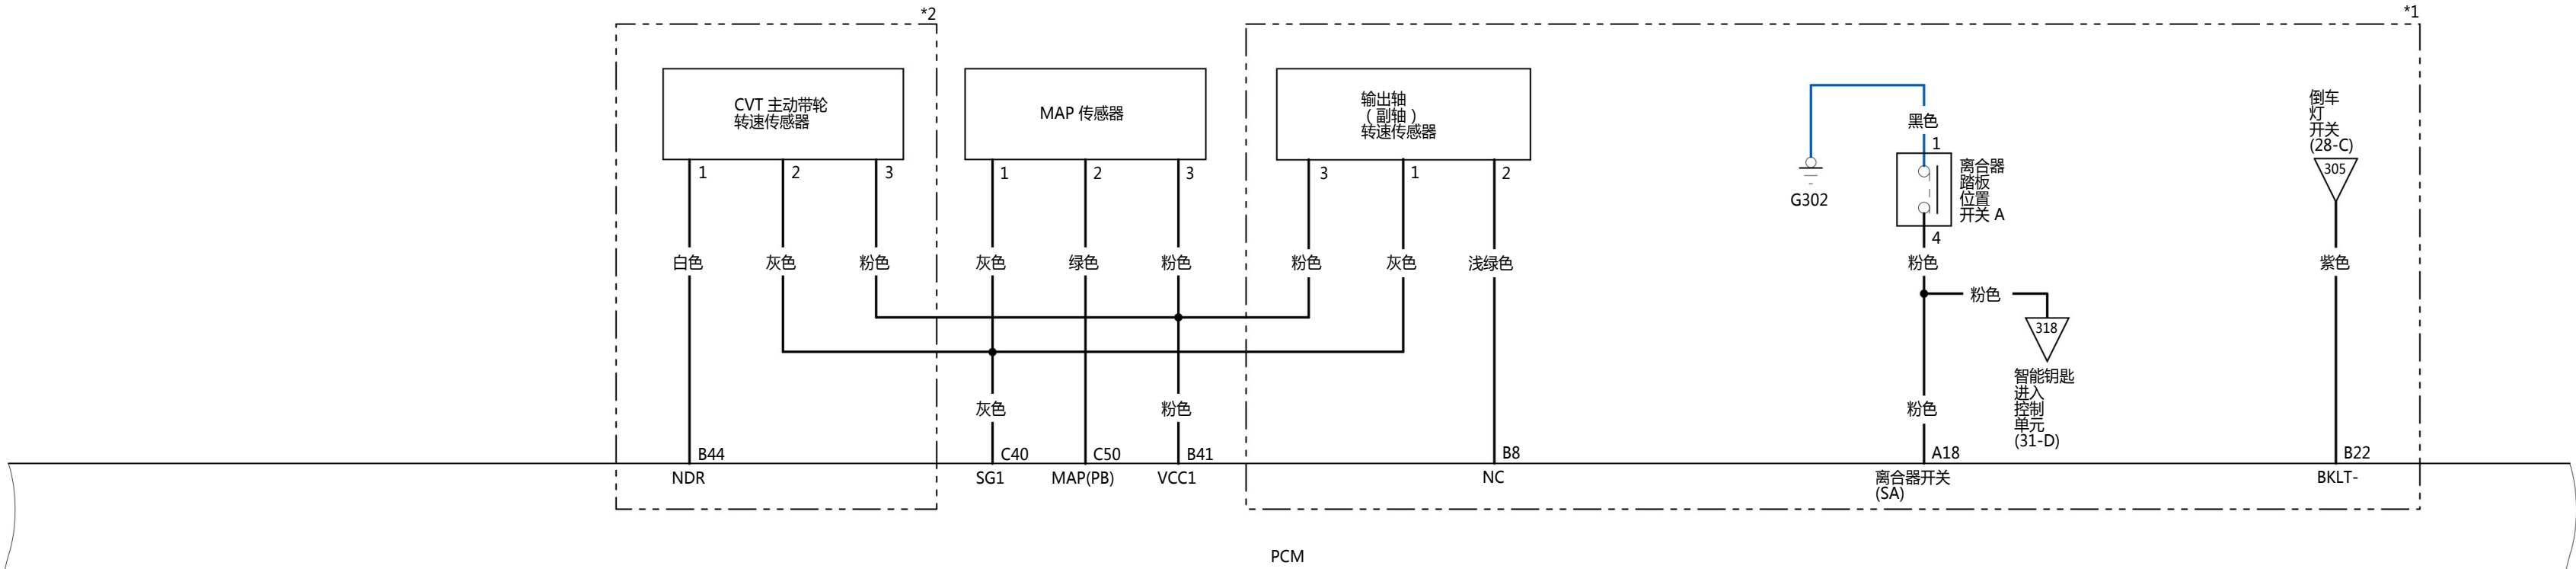 *2
*1
CVT 主动带轮
转速传感器
MAP 传感器
输出轴
（副轴）
转速传感器
黑色
1
离合器
踏板
位置
开关 A
4
G302
倒车
灯
开关
(28-C)
305
1
2
3
1
2
3
3
1
2
白色
灰色
粉色
灰色
绿色
粉色
粉色
灰色
浅绿色
粉色
紫色
粉色
318
智能钥匙
进入
控制
单元
(31-D)
灰色
粉色
粉色
B44
C40
C50
B41
B8
A18
B22
NDR
SG1
MAP(PB)
VCC1
NC
离合器开关
(SA)
BKLT-
PCM